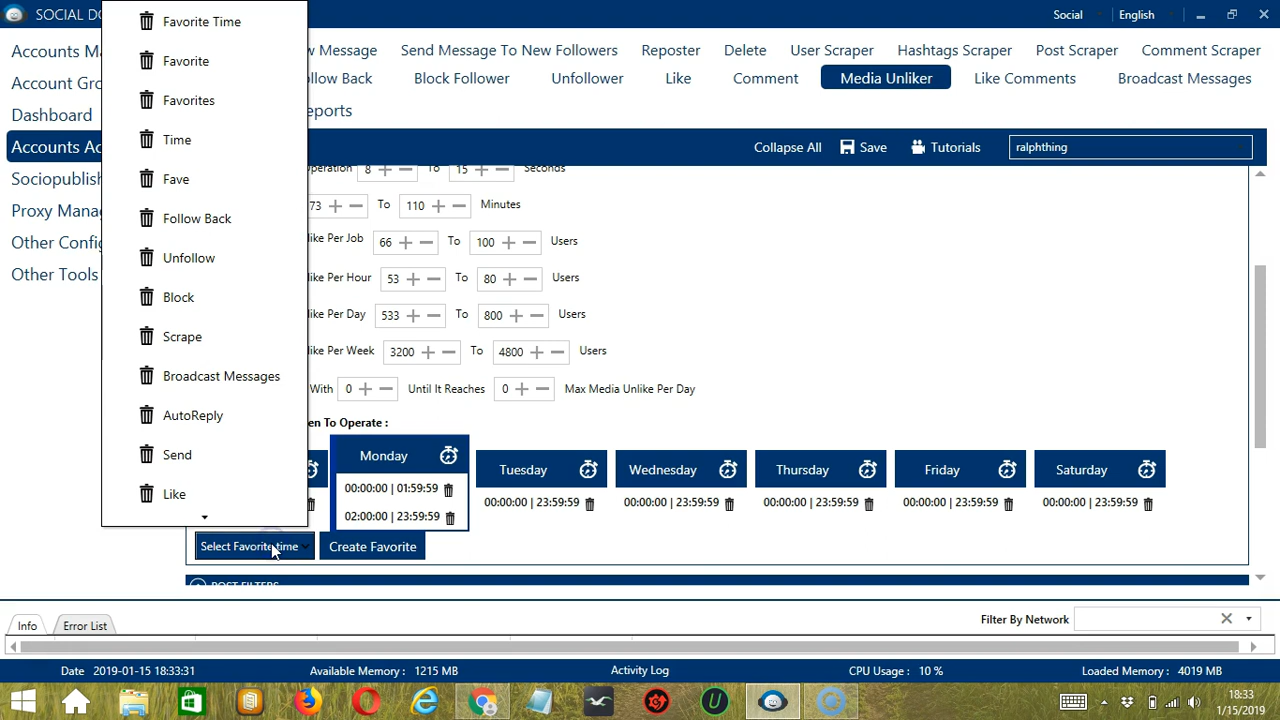 SOCIAL DO
Social
English
Accounts Ma
Account Gro
Dashboard
Accounts Ac
Sociopublish
Proxy Manag
Other Config
Other Tools
Favorite Time
Favorite
Favorites
Time
Fave
Follow Back
Unfollow
Block
Scrape
Broadcast Messages
AutoReply
Send
Like
w Message
Send Message To New Followers
Reposter
Delete
User Scraper
Hashtags Scraper
Post Scraper
Comment Scraper
llow Back
Block Follower
Unfollower
Like
Comment
Media Unliker
Like Comments
Broadcast Messages
eports
Collapse All
Save
Tutorials
ralphthing
Operation 8 To 15 Seconds
73 To 110 Minutes
like Per Job 66 To 100 Users
like Per Hour 53 To 80 Users
like Per Day 533 To 800 Users
like Per Week 3200 To 4800 Users
With 0 Until It Reaches 0 Max Media Unlike Per Day
en To Operate :
Monday
Tuesday
Wednesday
Thursday
Friday
Saturday
00:00:00 | 01:59:59
02:00:00 | 23:59:59
00:00:00 | 23:59:59
00:00:00 | 23:59:59
00:00:00 | 23:59:59
00:00:00 | 23:59:59
00:00:00 | 23:59:59
Select Favorite time
Create Favorite
POST FILTERS
Info
Error List
Filter By Network
Date 2019-01-15 18:33:31
Available Memory : 1215 MB
Activity Log
CPU Usage : 10 %
Loaded Memory : 4019 MB
18:33
1/15/2019